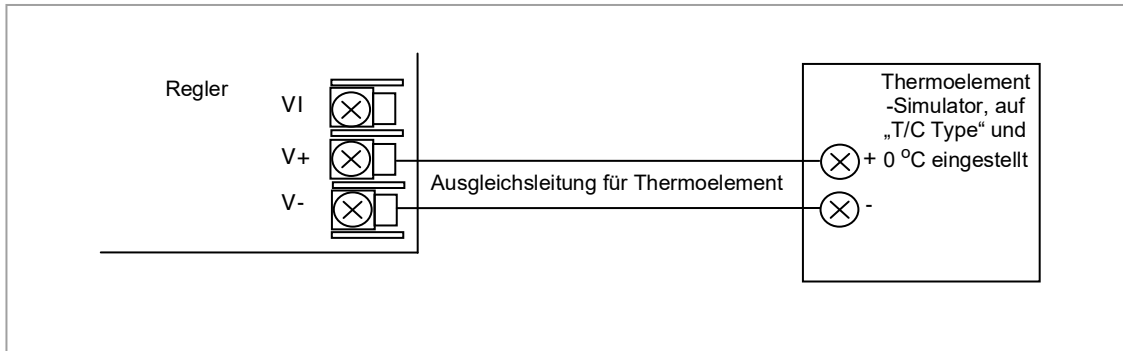 Regler
VI
V+
V-
Ausgleichsleitung für Thermoelement
Thermoelement
-Simulator, auf
„T/C Type“ und
+ 0 °C eingestellt
-